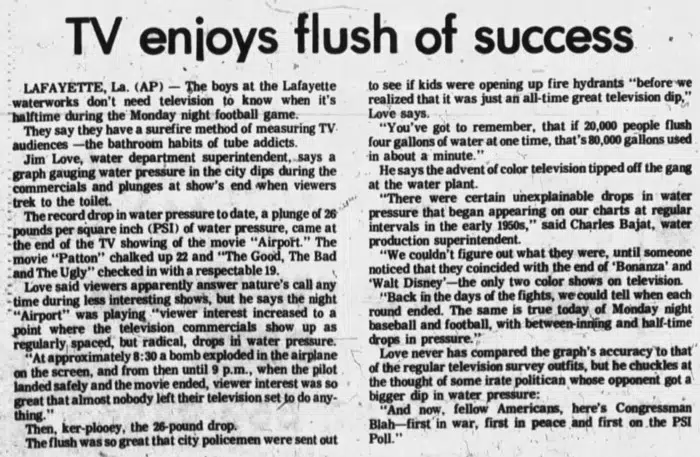 TV enjoys flush of success
LAFAYETTE, La. (AP) — The boys at the Lafayette
waterworks don't need television to know when it's
halftime during the Monday night football game.
They say they have a surefire method of measuring TV
audiences —the bathroom habits of tube addicts.
Jim Love, water department superintendent, says a
graph gauging water pressure in the city dips during the
commercials and plunges at show's end when viewers
trek to the toilet.
The record drop in water pressure to date, a plunge of 26
pounds per square inch (PSI) of water pressure, came at
the end of the TV showing of the movie "Airport." The
movie "Patton" chalked up 22 and "The Good, The Bad
and The Ugly" checked in with a respectable 19.
Love said viewers apparently answer nature's call any
time during less interesting shows, but he says the night
"Airport" was playing "viewer interest increased to a
point where the television commercials show up as
regularly spaced, but radical, drops in water pressure.
"At approximately 8:30 a bomb exploded in the airplane
on the screen, and from then until 9 p.m., when the pilot
landed safely and the movie ended, viewer interest was so
great that almost nobody left their television set to do any-
thing."
Then, ker-plooey, the 26-pound drop.
The flush was so great that city policemen were sent out
to see if kids were opening up fire hydrants "before we
realized that it was just an all-time great television dip,"
Love says.
"You've got to remember, that if 20,000 people flush
four gallons of water at one time, that's 80,000 gallons used
in about a minute."
He says the advent of color television tipped off the gang
at the water plant.
"There were certain unexplainable drops in water
pressure that began appearing on our charts at regular
intervals in the early 1950s," said Charles Bajat, water
production superintendent.
"We couldn't figure out what they were, until someone
noticed that they coincided with the end of 'Bonanza' and
'Walt Disney'—the only two color shows on television.
"Back in the days of the fights, we could tell when each
round ended. The same is true today of Monday night
baseball and football, with between-inning and half-time
drops in pressure."
Love never has compared the graph's accuracy to that
of the regular television survey outfits, but he chuckles at
the thought of some irate politican whose opponent got a
bigger dip in water pressure:
"And now, fellow Americans, here's Congressman
Blah—first in war, first in peace and first on the PSI
Poll."